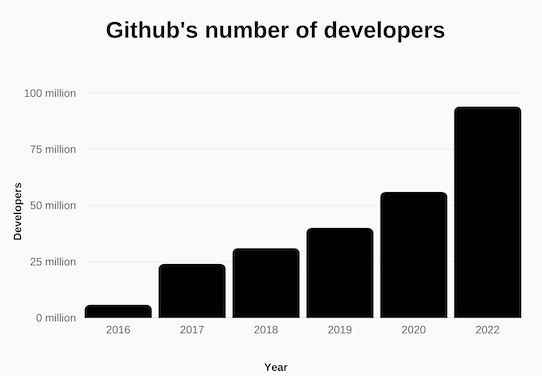 Github's number of developers
100 million
75 million
50 million
25 million
0 million
Developers
2016 2017 2018 2019 2020 2022
Year